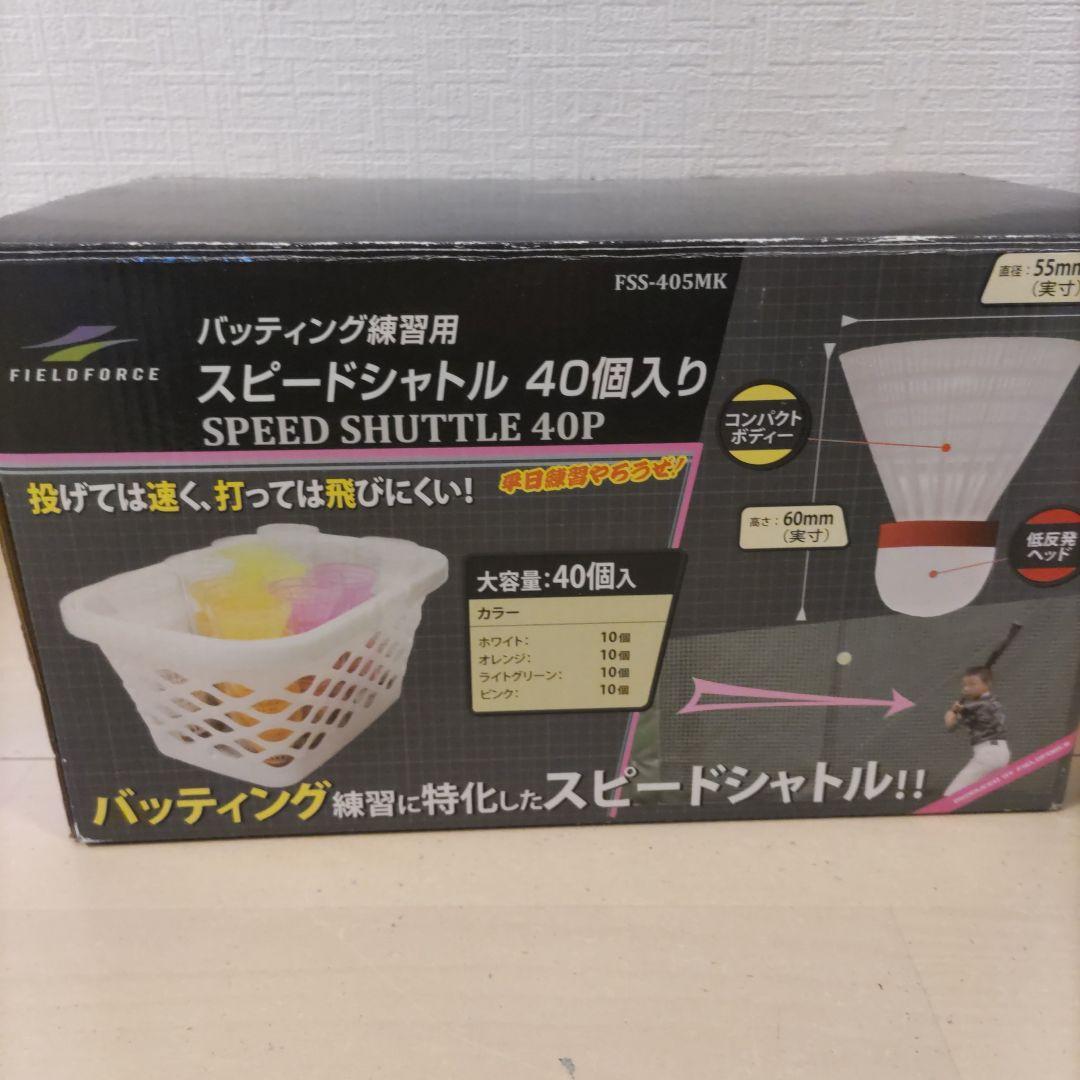 FSS-405MK
直径：55mm
（実寸）
FIELDFORCE
バッティング練習用
スピードシャトル 40個入り
SPEED SHUTTLE 40P
コンパクト
ボディー
投げては速く、打っては飛びにくい！
平日練習やろうぜ！
高さ：60mm
（実寸）
低反発
ヘッド
大容量：40個入
カラー
ホワイト： 10個
オレンジ： 10個
ライトグリーン： 10個
ピンク： 10個
バッティング練習に特化したスピードシャトル！！
PRODUCED BY FIELDFORCE